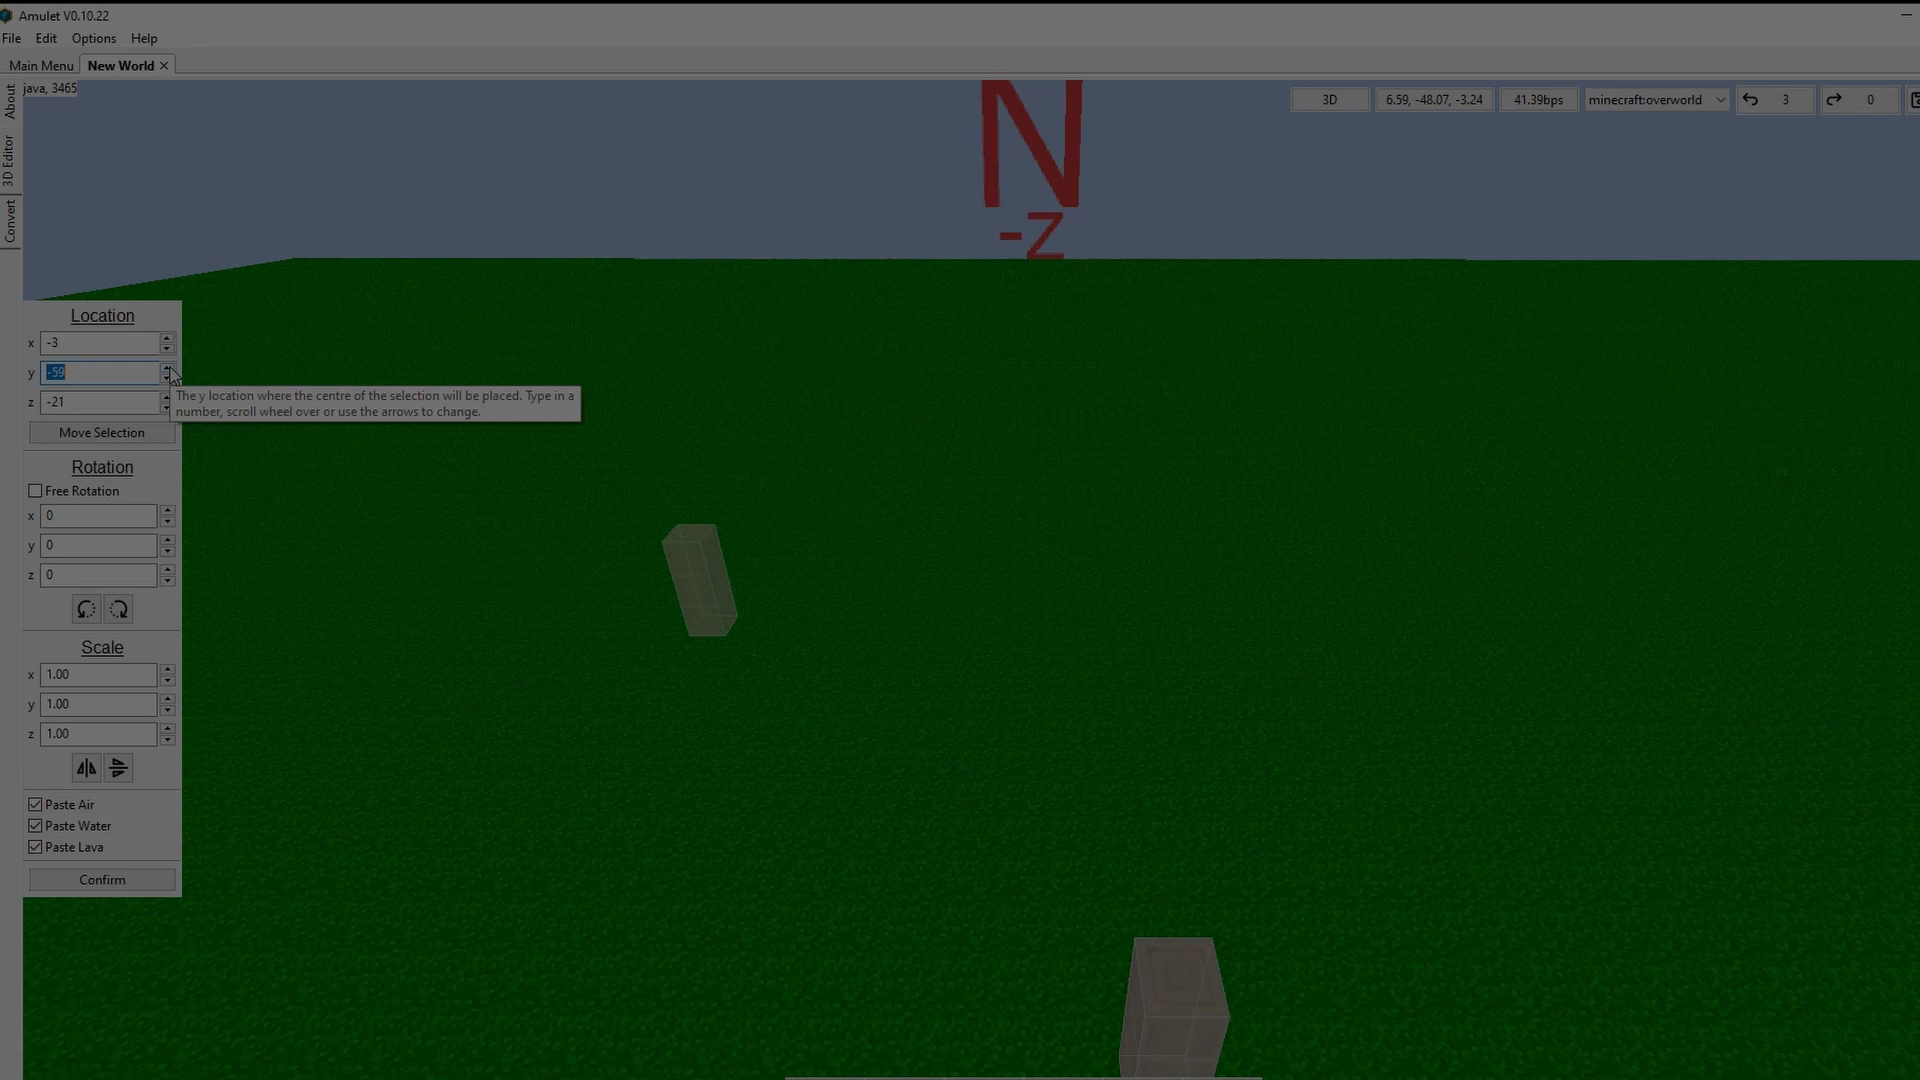 Amulet V0.10.22
File Edit Options Help
Main Menu New World
About
3D Editor
Convert
java, 3465
3D 6.59, -48.07, -3.24 41.39bps minecraft:overworld 3 0
N
-Z
Location
x -3
y -59
z -21
The y location where the centre of the selection will be placed. Type in a
number, scroll wheel over or use the arrows to change.
Move Selection
Rotation
Free Rotation
x 0
y 0
z 0
Scale
x 1.00
y 1.00
z 1.00
Paste Air
Paste Water
Paste Lava
Confirm